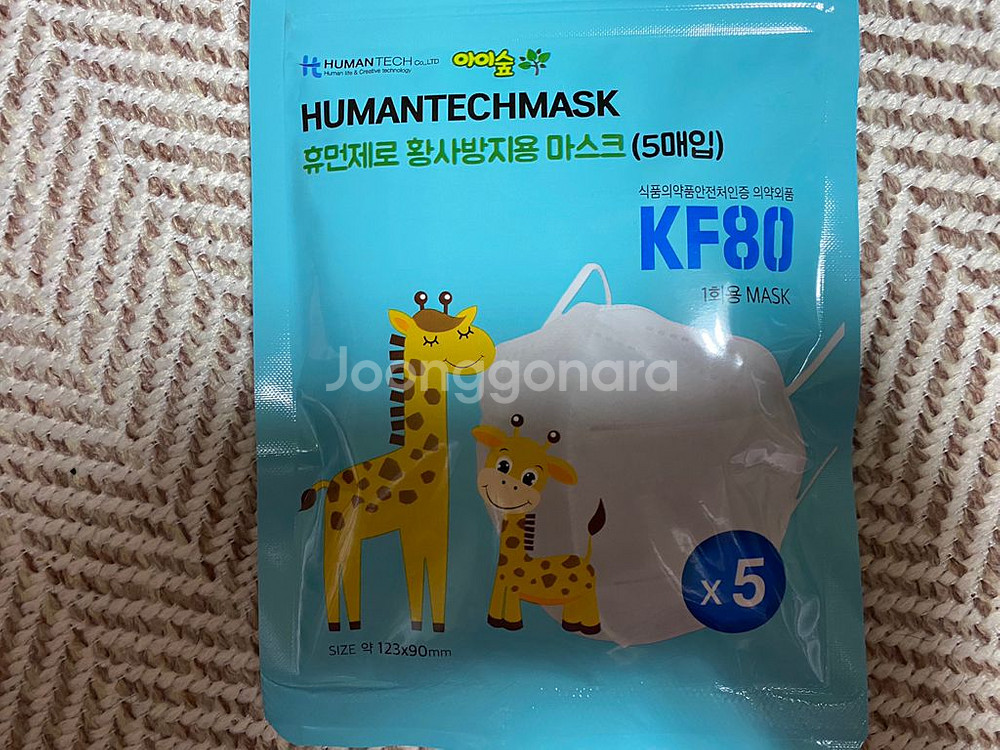 HUMANTECH Co.,LTD 아이숲
Human life & Creative technology
HUMANTECHMASK
휴먼제로 황사방지용 마스크 (5매입)
식품의약품안전처인증 의약외품
KF80
1회용 MASK
Joonggonara
x 5
SIZE 약 123x90mm